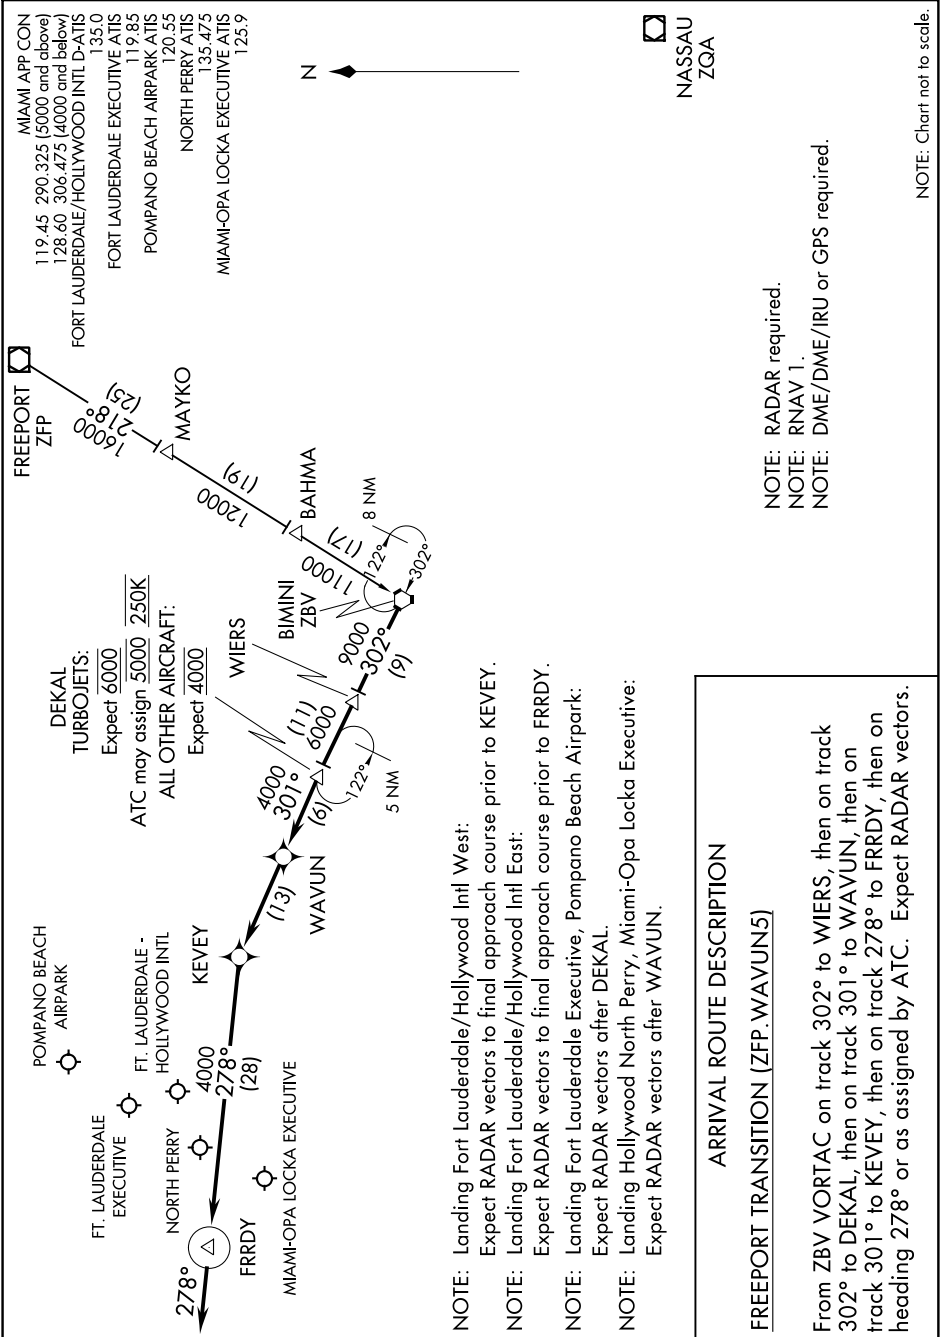 MIAMI APP CON
119.45 290.325 (5000 and above)
128.60 306.475 (4000 and below)
FORT LAUDERDALE/HOLLYWOOD INTL D-ATIS
135.0
FORT LAUDERDALE EXECUTIVE ATIS
119.85
POMPANO BEACH AIRPARK ATIS
120.55
NORTH PERRY ATIS
135.475
MIAMI-OPA LOCKA EXECUTIVE ATIS
125.9
N
NASSAU
ZQA
FREEPORT
ZFP
16000
218°
(25)
MAYKO
12000
(19)
BAHMA
11000
(17)
122°
302°
8 NM
BIMINI
ZBV
9000
302°
(9)
WIERS
(11)
6000
DEKAL
TURBOJETS:
Expect 6000
ATC may assign 5000 250K
ALL OTHER AIRCRAFT:
Expect 4000
122°
5 NM
4000
301°
(6)
WAVUN
(13)
KEVEY
4000
278°
(28)
POMPANO BEACH
AIRPARK
FT. LAUDERDALE -
HOLLYWOOD INTL
FT. LAUDERDALE
EXECUTIVE
NORTH PERRY
MIAMI-OPA LOCKA EXECUTIVE
FRRDY
278°
NOTE: Landing Fort Lauderdale/Hollywood Intl West:
Expect RADAR vectors to final approach course prior to KEVEY.
NOTE: Landing Fort Lauderdale/Hollywood Intl East:
Expect RADAR vectors to final approach course prior to FRRDY.
NOTE: Landing Fort Lauderdale Executive, Pompano Beach Airpark:
Expect RADAR vectors after DEKAL.
NOTE: Landing Hollywood North Perry, Miami-Opa Locka Executive:
Expect RADAR vectors after WAVUN.
NOTE: RADAR required.
NOTE: RNAV 1.
NOTE: DME/DME/IRU or GPS required.
NOTE: Chart not to scale.
ARRIVAL ROUTE DESCRIPTION
FREEPORT TRANSITION (ZFP.WAVUN5)
From ZBV VORTAC on track 302° to WIERS, then on track
302° to DEKAL, then on track 301° to WAVUN, then on
track 301° to KEVEY, then on track 278° to FRRDY, then on
heading 278° or as assigned by ATC. Expect RADAR vectors.